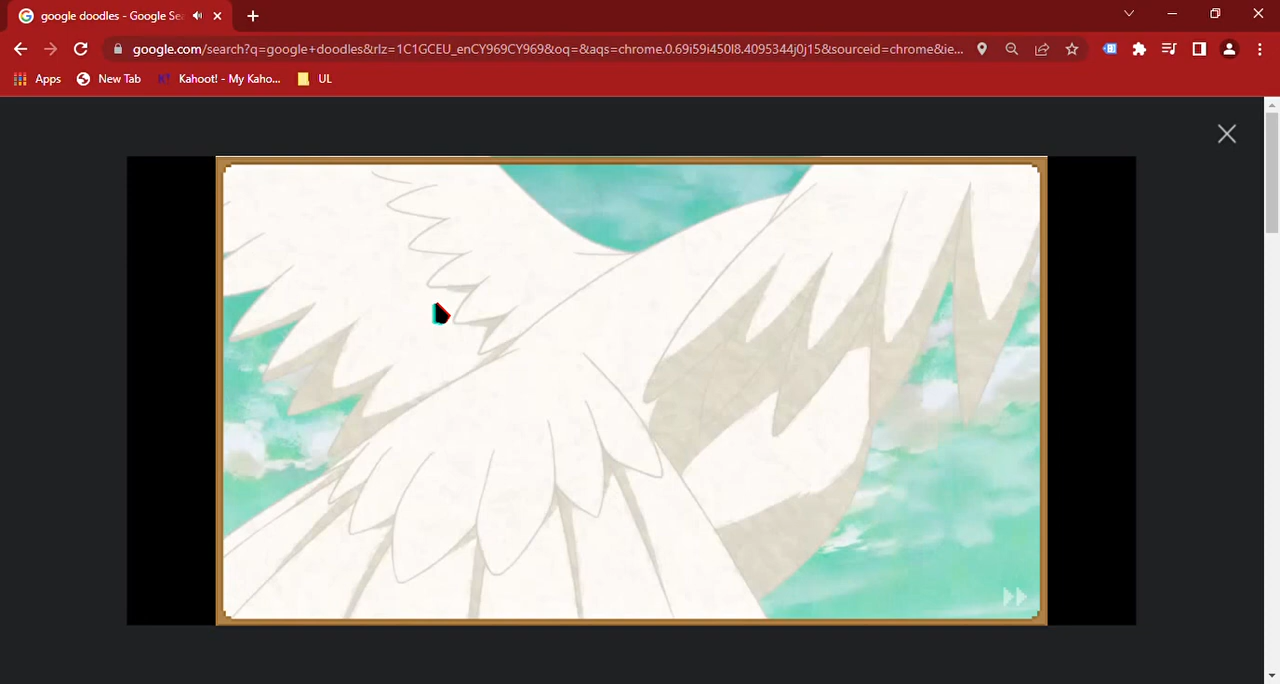 google doodles - Google Se
google.com/search?q=google+doodles&rlz=1C1GCEU_enCY969CY969&oq=&aqs=chrome.0.69i59i450l8.4095344j0j15&sourceid=chrome&ie...
Apps
New Tab
K! Kahoot! - My Kaho...
UL